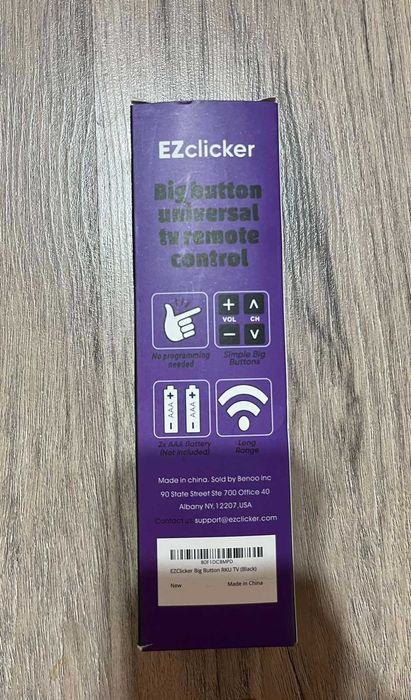 EZclicker
Big button
universal
tv remote
control
+ ∧
VOL CH
− ∨
No programming
needed
Simple Big
Buttons
+ +
AAA AAA
− −
2x AAA Battery
(Not included)
Long
Range
Made in china. Sold by Benco Inc
90 State Street Ste 700 Office 40
Albany NY, 12207,USA
Contact us: support@ezclicker.com
BDF1DCBMPD
EZClicker Big Button RKU TV (Black)
New Made in China